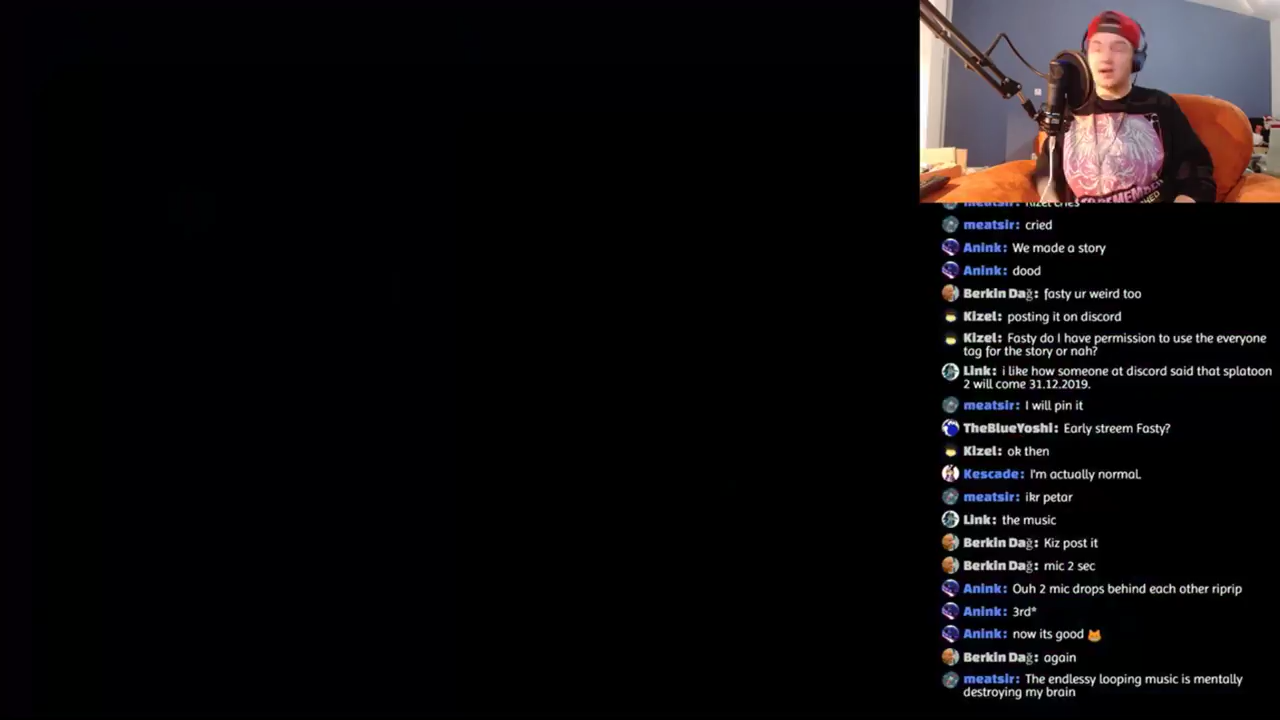 meatsir: Kizel cries
meatsir: cried
Anink: We made a story
Anink: dood
Berkin Dağ: fasty ur weird too
Kizel: posting it on discord
Kizel: Fasty do I have permission to use the everyone
tag for the story or nah?
Link: i like how someone at discord said that splatoon
2 will come 31.12.2019.
meatsir: I will pin it
TheBlueYoshi: Early streem Fasty?
Kizel: ok then
Kescade: I'm actually normal.
meatsir: ikr petar
Link: the music
Berkin Dağ: Kiz post it
Berkin Dağ: mic 2 sec
Anink: Ouh 2 mic drops behind each other riprip
Anink: 3rd*
Anink: now its good
Berkin Dağ: again
meatsir: The endlessy looping music is mentally
destroying my brain